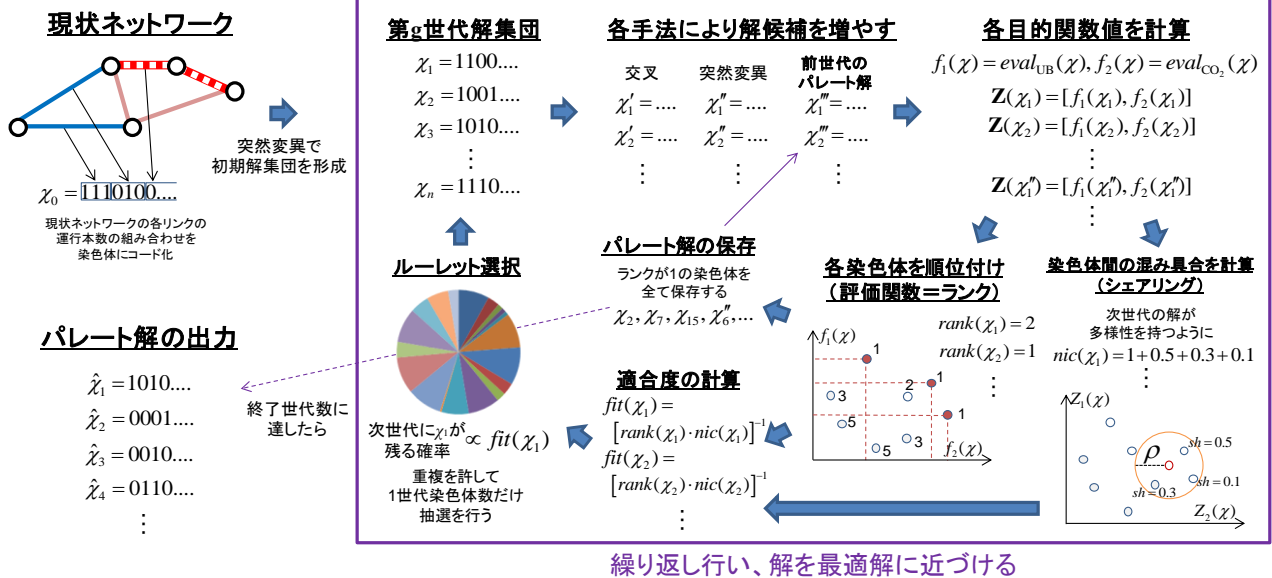 現状ネットワーク
突然変異で
初期解集団を形成
χ₀ = 1110100....
現状ネットワークの各リンクの
運行本数の組み合わせを
染色体にコード化
パレート解の出力
χ̂₁ = 1010....
χ̂₂ = 0001....
χ̂₃ = 0010....
χ̂₄ = 0110....
⋮
終了世代数に
達したら
第g世代解集団
χ₁ = 1100....
χ₂ = 1001....
χ₃ = 1010....
⋮
χₙ = 1110....
各手法により解候補を増やす
交叉 突然変異 前世代の
パレート解
χ₁′ = .... χ₁″ = .... χ₁‴ = ....
χ₂′ = .... χ₂″ = .... χ₂‴ = ....
⋮ ⋮ ⋮
各目的関数値を計算
f₁(χ) = eval_UB(χ), f₂(χ) = eval_CO₂(χ)
Z(χ₁) = [f₁(χ₁), f₂(χ₁)]
Z(χ₂) = [f₁(χ₂), f₂(χ₂)]
⋮
Z(χ₁″) = [f₁(χ₁″), f₂(χ₁″)]
⋮
染色体間の混み具合を計算
(シェアリング)
次世代の解が
多様性を持つように
nic(χ₁) = 1 + 0.5 + 0.3 + 0.1
⋮
Z₁(χ)
sh=0.5
ρ
sh=0.1
sh=0.3
Z₂(χ)
各染色体を順位付け
(評価関数=ランク)
rank(χ₁) = 2
rank(χ₂) = 1
⋮
f₁(χ)
1
1
3
2
1
5
3
5
f₂(χ)
パレート解の保存
ランクが1の染色体を
全て保存する
χ₂, χ₇, χ₁₅, χ₆″,...
適合度の計算
fit(χ₁) =
[rank(χ₁)·nic(χ₁)]⁻¹
fit(χ₂) =
[rank(χ₂)·nic(χ₂)]⁻¹
⋮
ルーレット選択
次世代にχ₁が
残る確率 ∝ fit(χ₁)
重複を許して
1世代染色体数だけ
抽選を行う
繰り返し行い、解を最適解に近づける